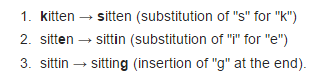 1. kitten → sitten (substitution of "s" for "k")
2. sitten → sittin (substitution of "i" for "e")
3. sittin → sitting (insertion of "g" at the end).